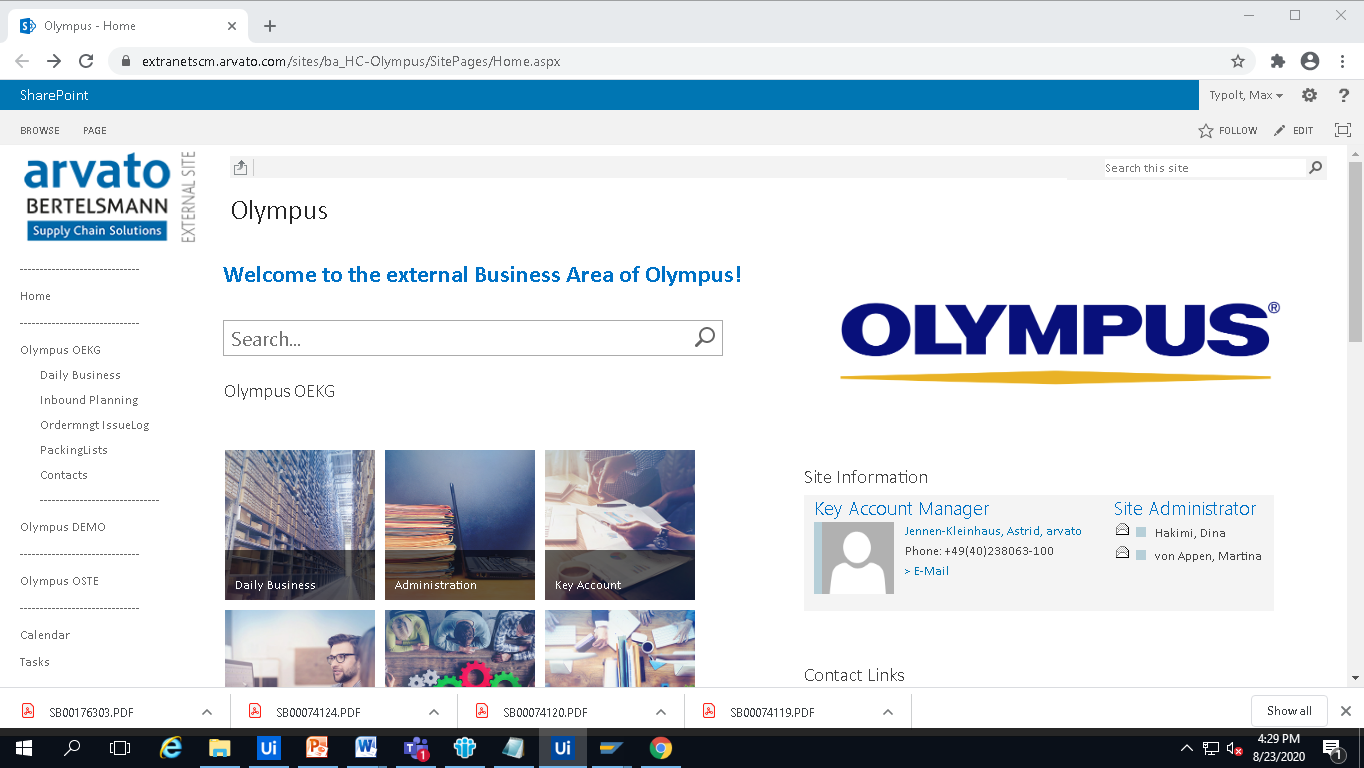 Olympus - Home
extranetscm.arvato.com/sites/ba_HC-Olympus/SitePages/Home.aspx
SharePoint
Typolt, Max
?
BROWSE PAGE
FOLLOW EDIT
arvato
BERTELSMANN
Supply Chain Solutions
EXTERNAL SITE
Search this site
Olympus
------------------------------
Home
------------------------------
Olympus OEKG
Daily Business
Inbound Planning
Ordermngt IssueLog
PackingLists
Contacts
------------------------------
Olympus DEMO
------------------------------
Olympus OSTE
------------------------------
Calendar
Tasks
Welcome to the external Business Area of Olympus!
Search...
Olympus OEKG
Daily Business
Administration
Key Account
OLYMPUS®
Site Information
Key Account Manager
Jennen-Kleinhaus, Astrid, arvato
Phone: +49(40)238063-100
> E-Mail
Site Administrator
Hakimi, Dina
von Appen, Martina
Contact Links
SB00176303.PDF
SB00074124.PDF
SB00074120.PDF
SB00074119.PDF
Show all
Ui
1
Ui
4:29 PM
8/23/2020
1